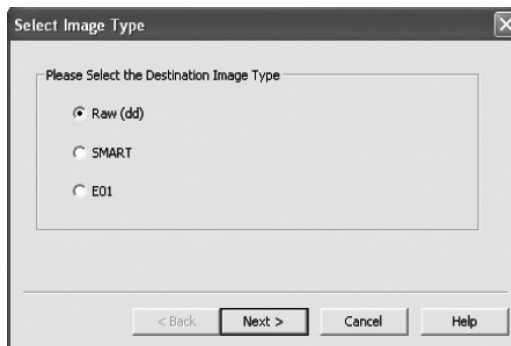 Select Image Type
Please Select the Destination Image Type
Raw (dd)
SMART
E01
< Back Next > Cancel Help